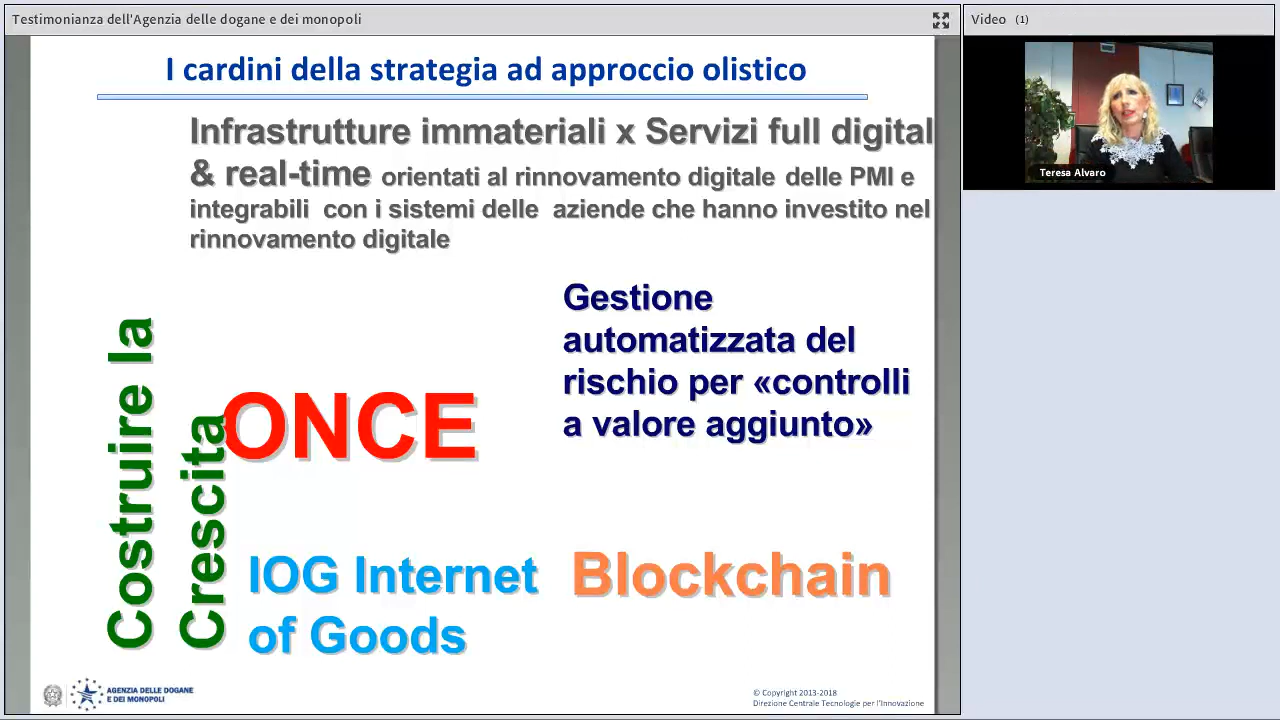 Testimonianza dell'Agenzia delle dogane e dei monopoli
Video (1)
I cardini della strategia ad approccio olistico
Infrastrutture immateriali x Servizi full digital
& real-time orientati al rinnovamento digitale delle PMI e
integrabili con i sistemi delle aziende che hanno investito nel
rinnovamento digitale
Teresa Alvaro
Costruire la
Crescita
ONCE
Gestione
automatizzata del
rischio per «controlli
a valore aggiunto»
IOG Internet
of Goods
Blockchain
AGENZIA DELLE DOGANE
E DEI MONOPOLI
© Copyright 2013-2018
Direzione Centrale Tecnologie per l'Innovazione